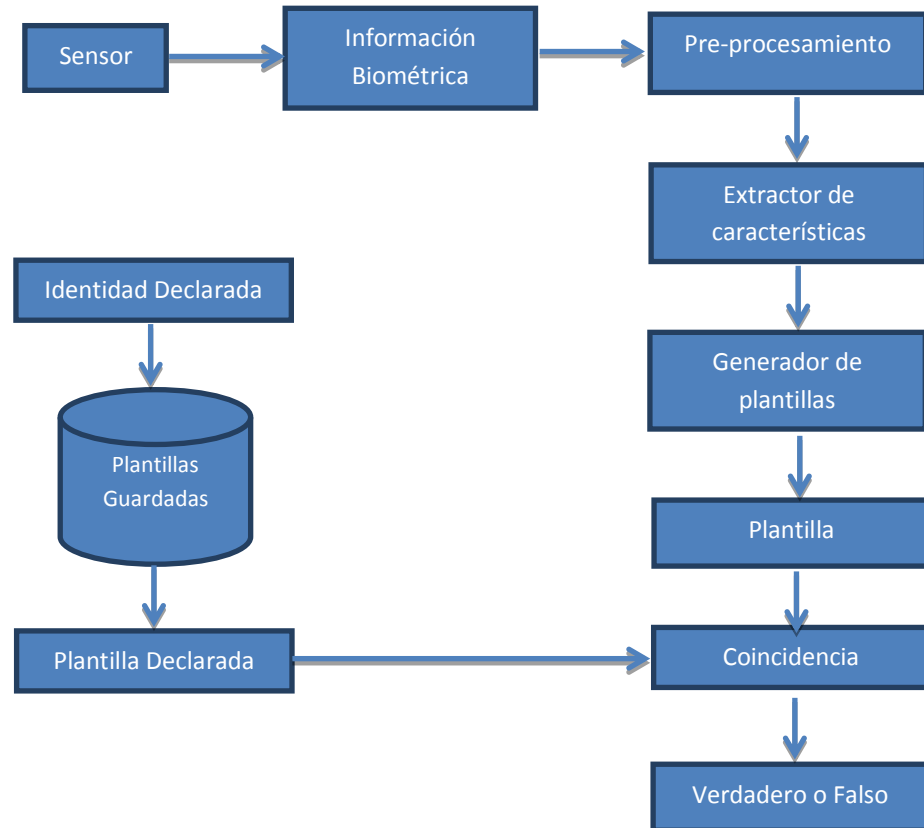 Sensor
Información
Biométrica
Pre-procesamiento
Extractor de
características
Identidad Declarada
Generador de
plantillas
Plantillas
Guardadas
Plantilla
Plantilla Declarada
Coincidencia
Verdadero o Falso